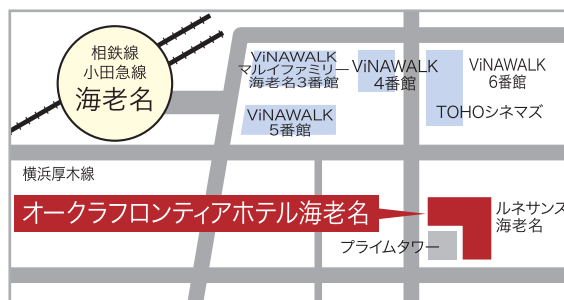 相鉄線
小田急線
海老名
ViNAWALK
マルイファミリー
海老名3番館
ViNAWALK
4番館
ViNAWALK
6番館
TOHOシネマズ
ViNAWALK
5番館
横浜厚木線
オークラフロンティアホテル海老名
ルネサンス
海老名
プライムタワー